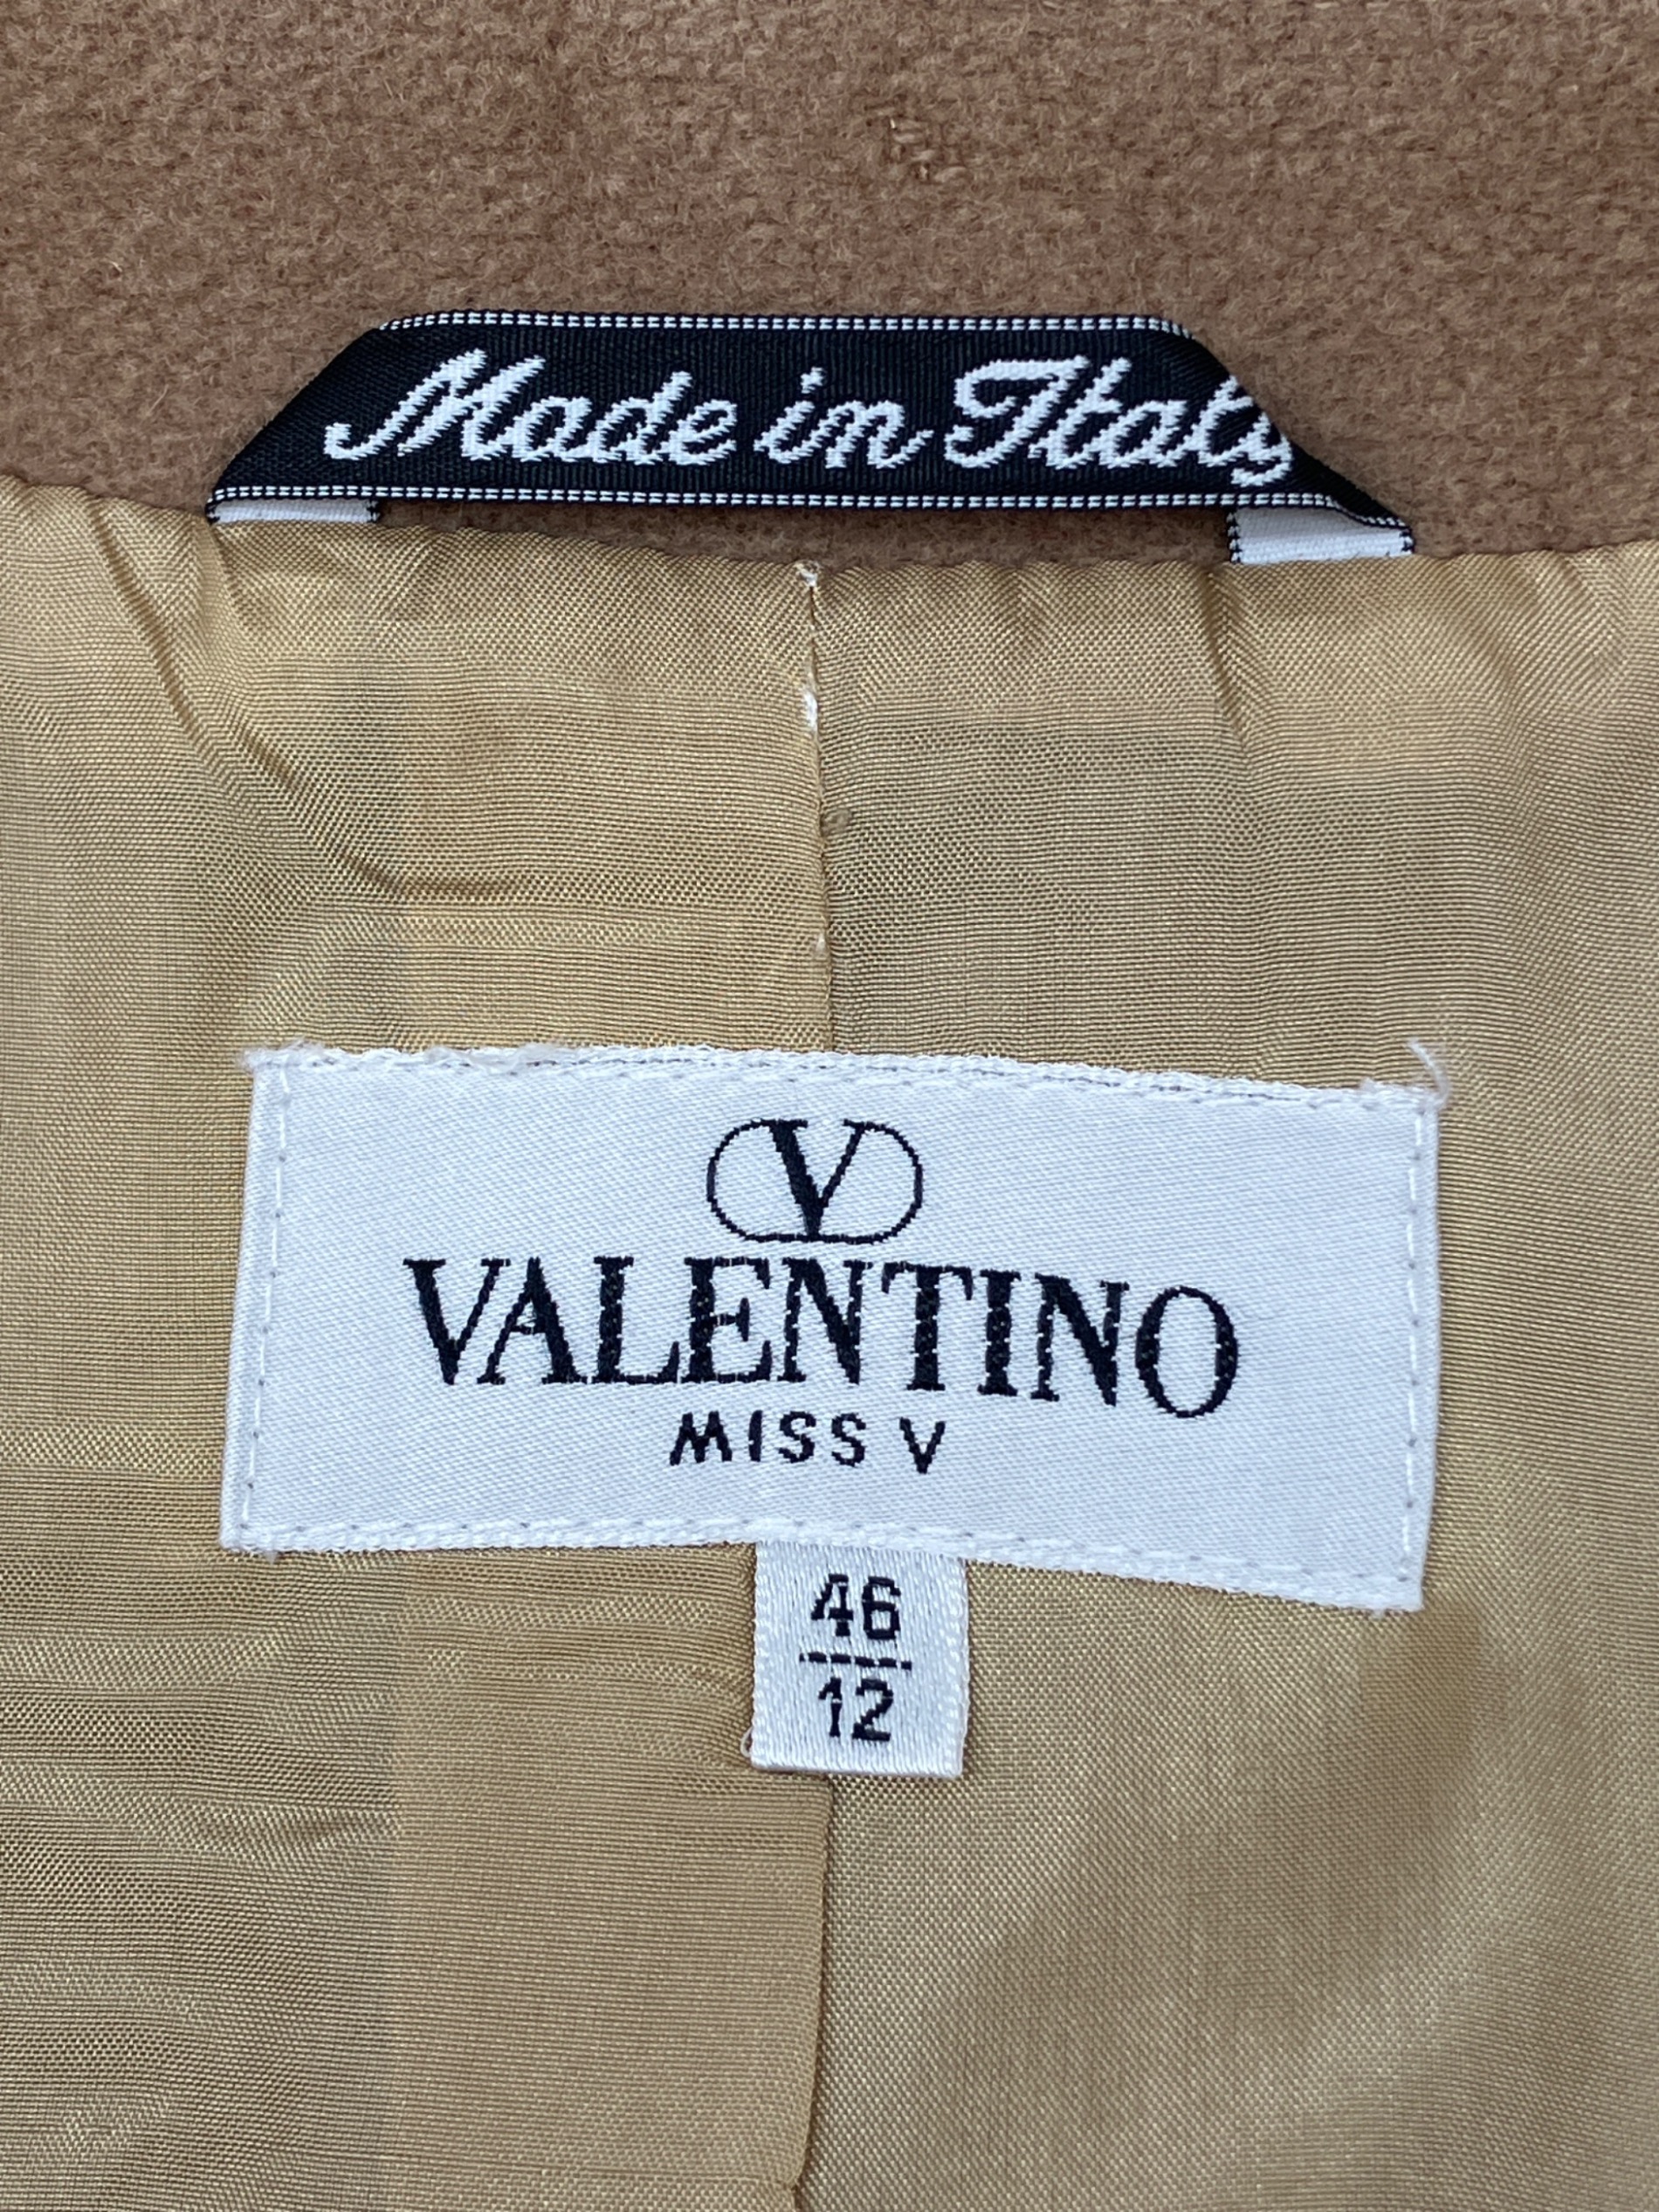 Made in Italy
V
VALENTINO
MISS V
46
12